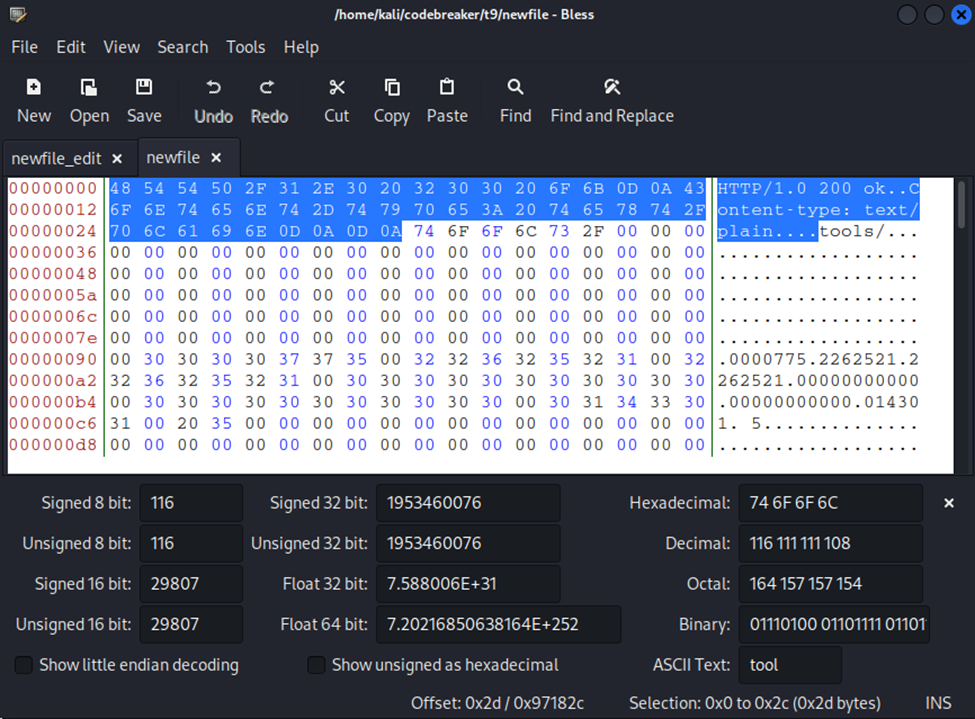 /home/kali/codebreaker/t9/newfile - Bless
File Edit View Search Tools Help
New Open Save Undo Redo Cut Copy Paste Find Find and Replace
newfile_edit × newfile ×
00000000 48 54 54 50 2F 31 2E 30 20 32 30 30 20 6F 6B 0D 0A 43 HTTP/1.0 200 ok..C
00000012 6F 6E 74 65 6E 74 2D 74 79 70 65 3A 20 74 65 78 74 2F ontent-type: text/
00000024 70 6C 61 69 6E 0D 0A 0D 0A 74 6F 6F 6C 73 2F 00 00 00 plain....tools/...
00000036 00 00 00 00 00 00 00 00 00 00 00 00 00 00 00 00 00 00 ..................
00000048 00 00 00 00 00 00 00 00 00 00 00 00 00 00 00 00 00 00 ..................
0000005a 00 00 00 00 00 00 00 00 00 00 00 00 00 00 00 00 00 00 ..................
0000006c 00 00 00 00 00 00 00 00 00 00 00 00 00 00 00 00 00 00 ..................
0000007e 00 00 00 00 00 00 00 00 00 00 00 00 00 00 00 00 00 00 ..................
00000090 00 30 30 30 30 37 37 35 00 32 32 36 32 35 32 31 00 32 .0000775.2262521.2
000000a2 32 36 32 35 32 31 00 30 30 30 30 30 30 30 30 30 30 30 262521.00000000000
000000b4 00 30 30 30 30 30 30 30 30 30 30 30 00 30 31 34 33 30 .00000000000.01430
000000c6 31 00 20 35 00 00 00 00 00 00 00 00 00 00 00 00 00 00 1. 5..............
000000d8 00 00 00 00 00 00 00 00 00 00 00 00 00 00 00 00 00 00 ..................
Signed 8 bit: 116 Signed 32 bit: 1953460076 Hexadecimal: 74 6F 6F 6C ×
Unsigned 8 bit: 116 Unsigned 32 bit: 1953460076 Decimal: 116 111 111 108
Signed 16 bit: 29807 Float 32 bit: 7.588006E+31 Octal: 164 157 157 154
Unsigned 16 bit: 29807 Float 64 bit: 7.20216850638164E+252 Binary: 01110100 01101111 01101
Show little endian decoding Show unsigned as hexadecimal ASCII Text: tool
Offset: 0x2d / 0x97182c Selection: 0x0 to 0x2c (0x2d bytes) INS